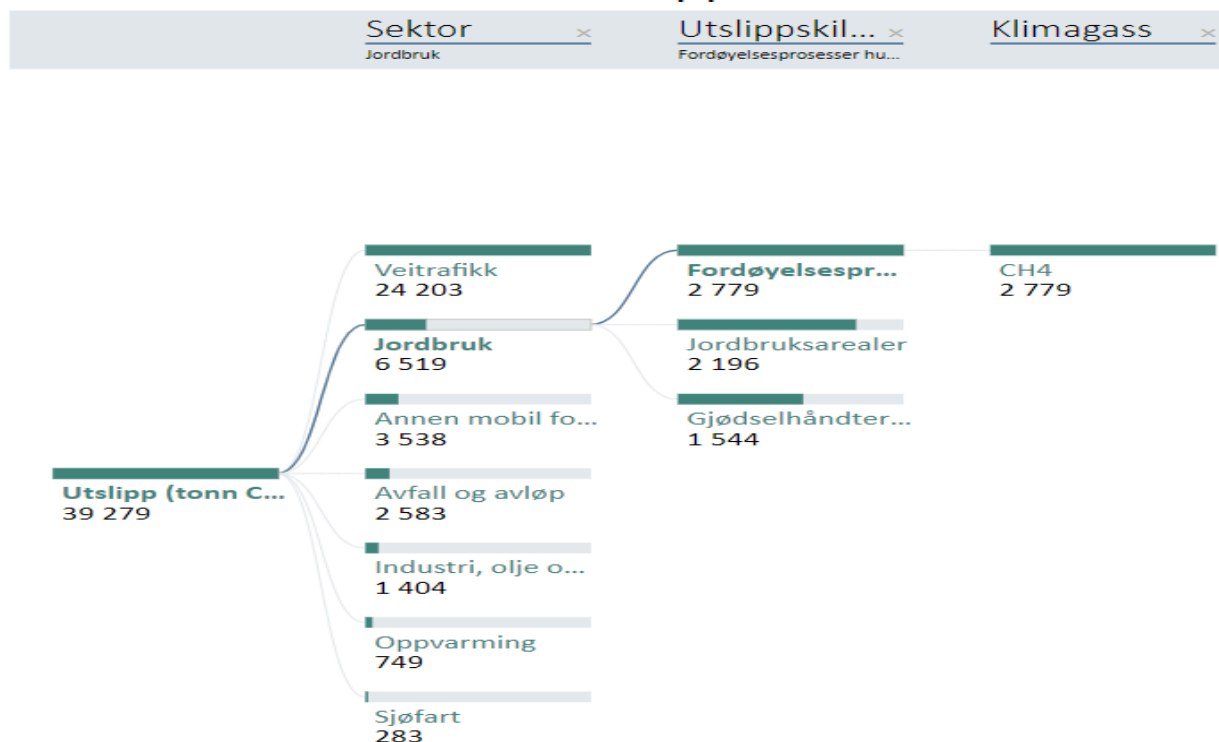 Sektor ×
Jordbruk
Utslippskil... ×
Fordøyelsesprosesser hu...
Klimagass ×
Veitrafikk
24 203
Jordbruk
6 519
Annen mobil fo...
3 538
Avfall og avløp
2 583
Industri, olje o...
1 404
Oppvarming
749
Sjøfart
283
Utslipp (tonn C...
39 279
Fordøyelsespr...
2 779
Jordbruksarealer
2 196
Gjødselhåndter...
1 544
CH4
2 779